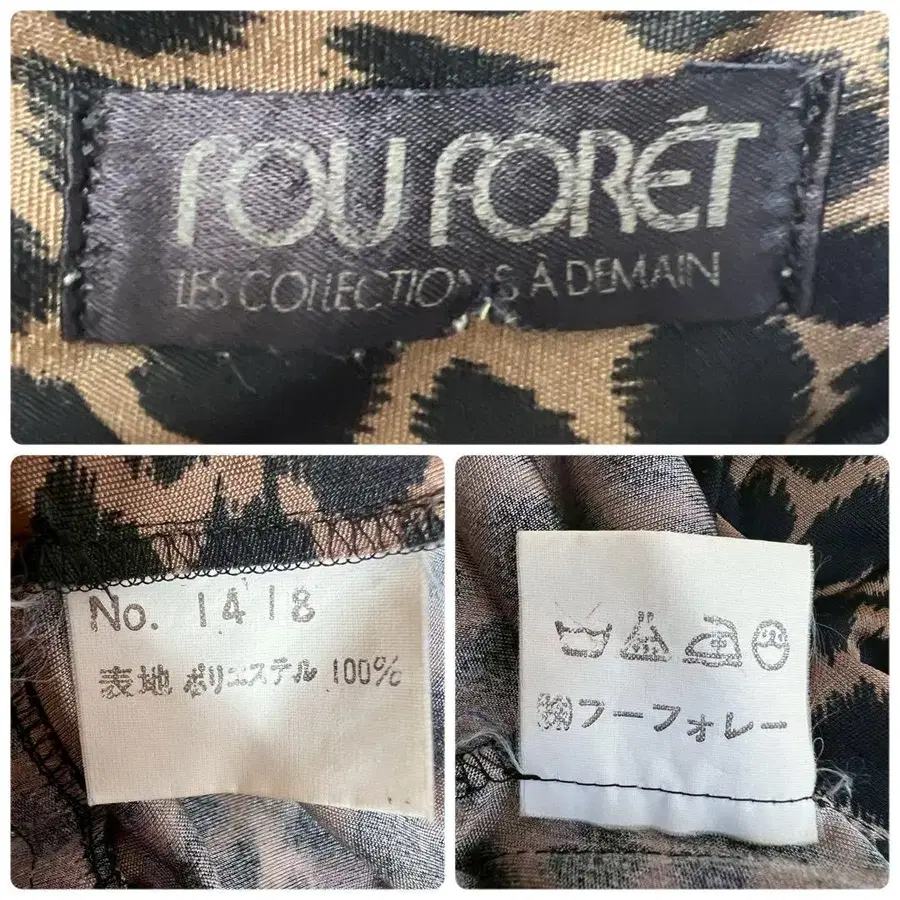 FOU FORÉT
LES COLLECTIONS À DEMAIN
No. 1418
表地 ポリエステル 100%
㈱フーフォレー